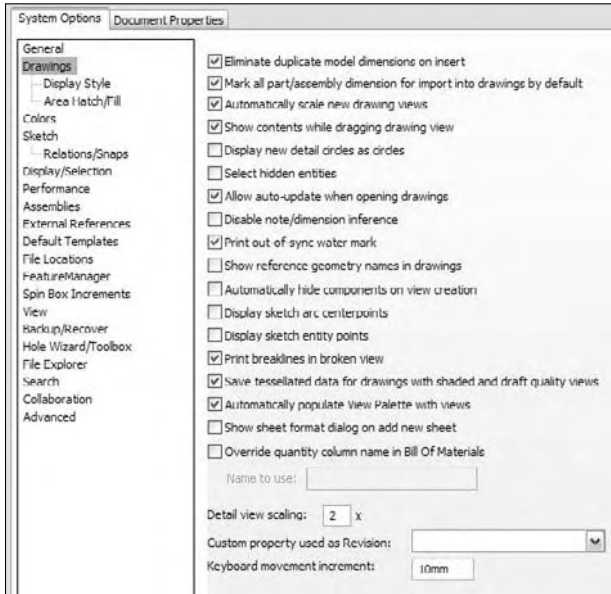 System Options
Document Properties
General
Drawings
Display Style
Area Hatch/Fill
Colors
Sketch
Relations/Snaps
Display/Selection
Performance
Assemblies
External References
Default Templates
File Locations
FeatureManager
Spin Box Increments
View
Backup/Recover
Hole Wizard/Toolbox
File Explorer
Search
Collaboration
Advanced
Eliminate duplicate model dimensions on insert
Mark all part/assembly dimension for import into drawings by default
Automatically scale new drawing views
Show contents while dragging drawing view
Display new detail circles as circles
Select hidden entities
Allow auto-update when opening drawings
Disable note/dimension inference
Print out-of-sync water mark
Show reference geometry names in drawings
Automatically hide components on view creation
Display sketch arc centerpoints
Display sketch entity points
Print breaklines in broken view
Save tessellated data for drawings with shaded and draft quality views
Automatically populate View Palette with views
Show sheet format dialog on add new sheet
Override quantity column name in Bill Of Materials
Name to use:
Detail view scaling: 2 x
Custom property used as Revision:
Keyboard movement increment: 10mm